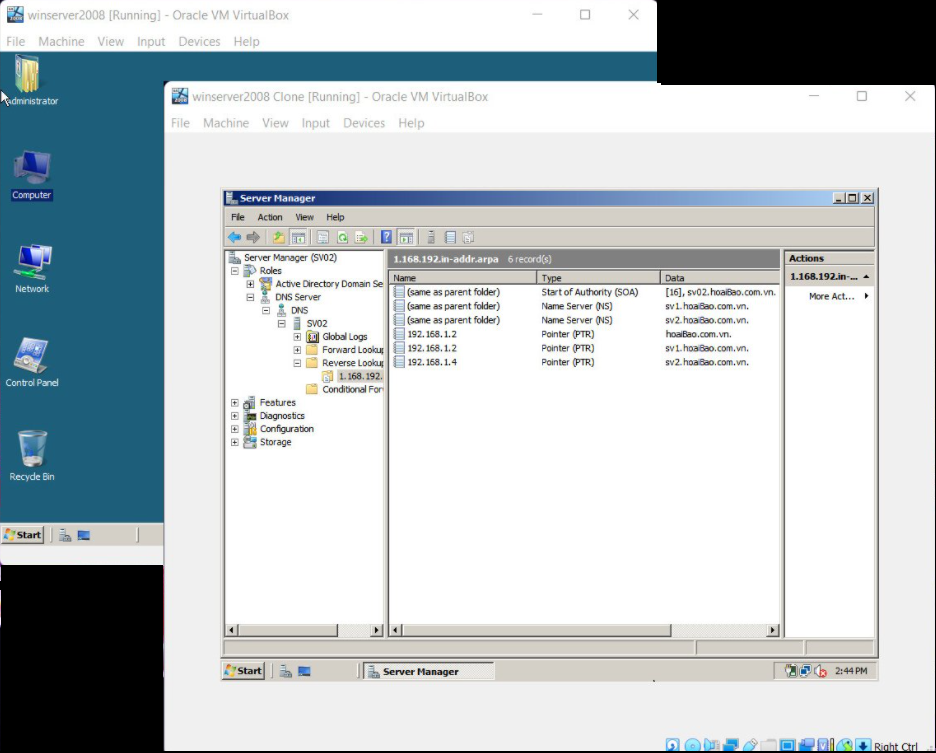 winserver2008 [Running] - Oracle VM VirtualBox
File Machine View Input Devices Help
Administrator
Computer
Network
Control Panel
Recycle Bin
Start
winserver2008 Clone [Running] - Oracle VM VirtualBox
File Machine View Input Devices Help
Server Manager
File Action View Help
Server Manager (SV02)
Roles
Active Directory Domain Se
DNS Server
DNS
SV02
Global Logs
Forward Lookup
Reverse Lookup
1.168.192.
Conditional For
Features
Diagnostics
Configuration
Storage
1.168.192.in-addr.arpa 6 record(s)
Name Type Data
(same as parent folder) Start of Authority (SOA) [16], sv02.hoaiBao.com.vn.
(same as parent folder) Name Server (NS) sv1.hoaiBao.com.vn.
(same as parent folder) Name Server (NS) sv2.hoaiBao.com.vn.
192.168.1.2 Pointer (PTR) hoaiBao.com.vn.
192.168.1.2 Pointer (PTR) sv1.hoaiBao.com.vn.
192.168.1.4 Pointer (PTR) sv2.hoaiBao.com.vn.
Actions
1.168.192.in-...
More Act...
Start
Server Manager
2:44 PM
Right Ctrl